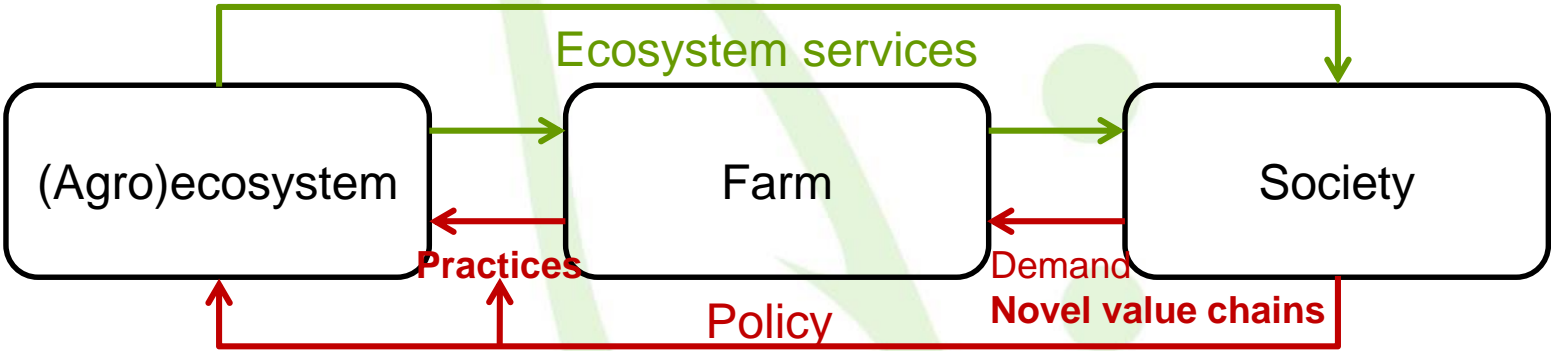 Ecosystem services
(Agro)ecosystem
Farm
Society
Practices
Demand
Novel value chains
Policy